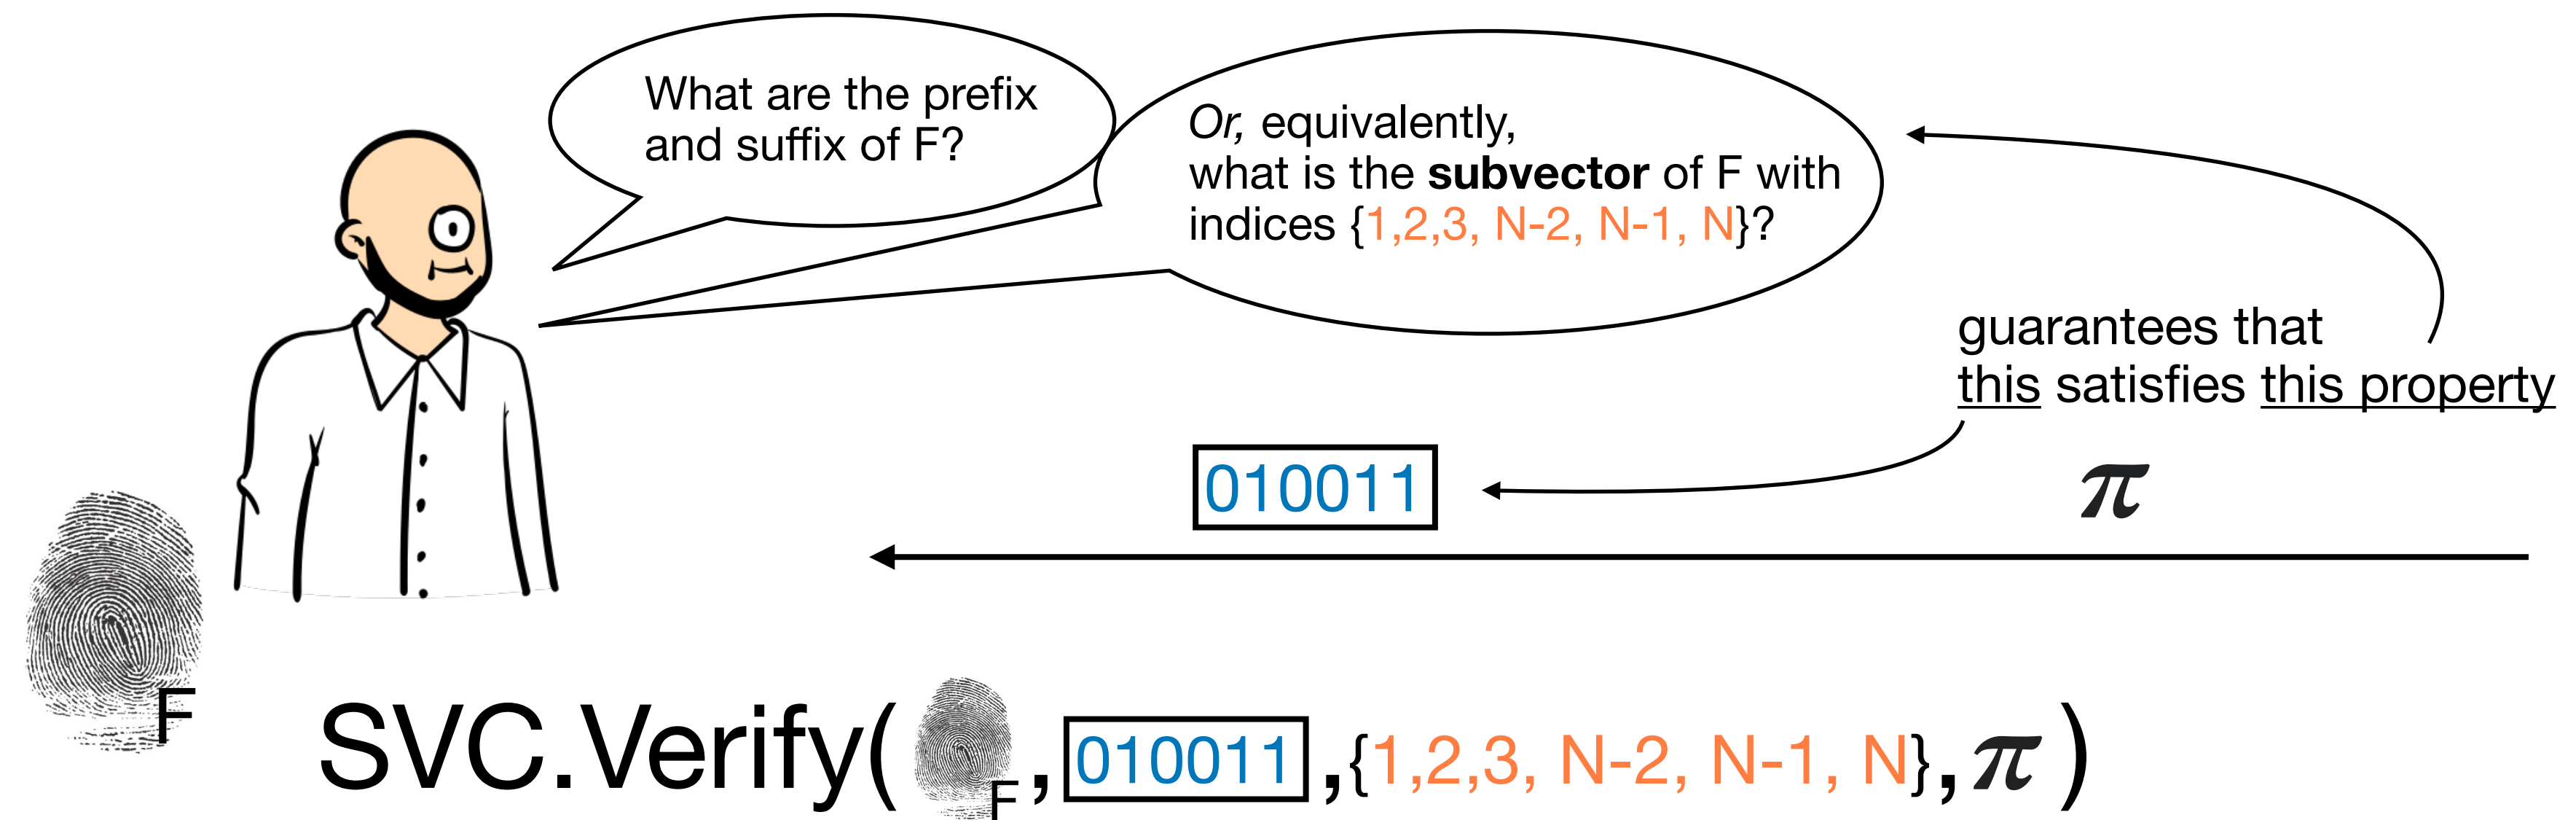 What are the prefix
and suffix of F?
Or, equivalently,
what is the subvector of F with
indices {1,2,3, N-2, N-1, N}?
guarantees that
this satisfies this property
010011
π
F
SVC.Verify( F , 010011 , {1,2,3, N-2, N-1, N} , π )